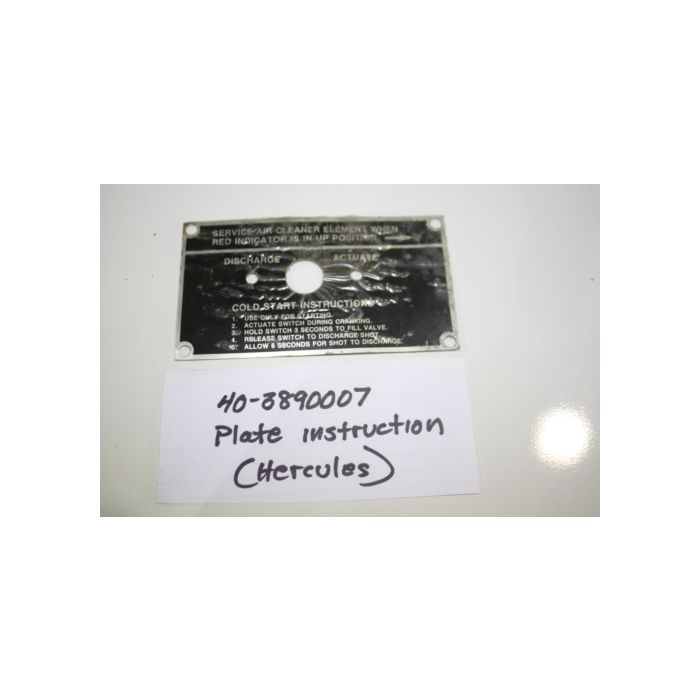 SERVICE AIR CLEANER ELEMENT WHEN
RED INDICATOR IS IN UP POSITION
DISCHARGE ACTUATE
COLD START INSTRUCTIONS
1. USE ONLY FOR STARTING.
2. ACTUATE SWITCH DURING CRANKING.
3. HOLD SWITCH 3 SECONDS TO FILL VALVE.
4. RELEASE SWITCH TO DISCHARGE SHOT.
5. ALLOW 6 SECONDS FOR SHOT TO DISCHARGE.
40-3890007
Plate instruction
(Hercules)